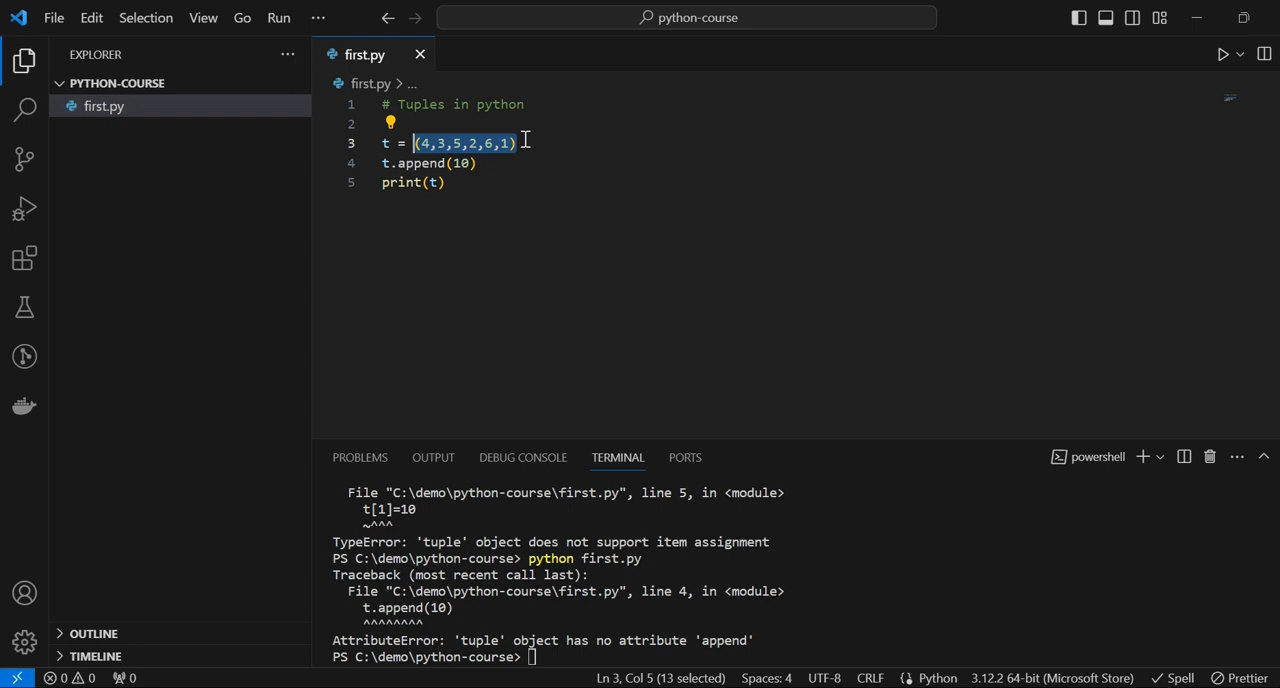 File Edit Selection View Go Run ··· python-course
EXPLORER ···
PYTHON-COURSE
first.py
OUTLINE
TIMELINE
first.py
first.py > ...
1 # Tuples in python
2
3 t = (4,3,5,2,6,1)
4 t.append(10)
5 print(t)
PROBLEMS OUTPUT DEBUG CONSOLE TERMINAL PORTS powershell
File "C:\demo\python-course\first.py", line 5, in <module>
t[1]=10
~^^^
TypeError: 'tuple' object does not support item assignment
PS C:\demo\python-course> python first.py
Traceback (most recent call last):
File "C:\demo\python-course\first.py", line 4, in <module>
t.append(10)
^^^^^^^^
AttributeError: 'tuple' object has no attribute 'append'
PS C:\demo\python-course>
0 0 0 Ln 3, Col 5 (13 selected) Spaces: 4 UTF-8 CRLF Python 3.12.2 64-bit (Microsoft Store) Spell Prettier